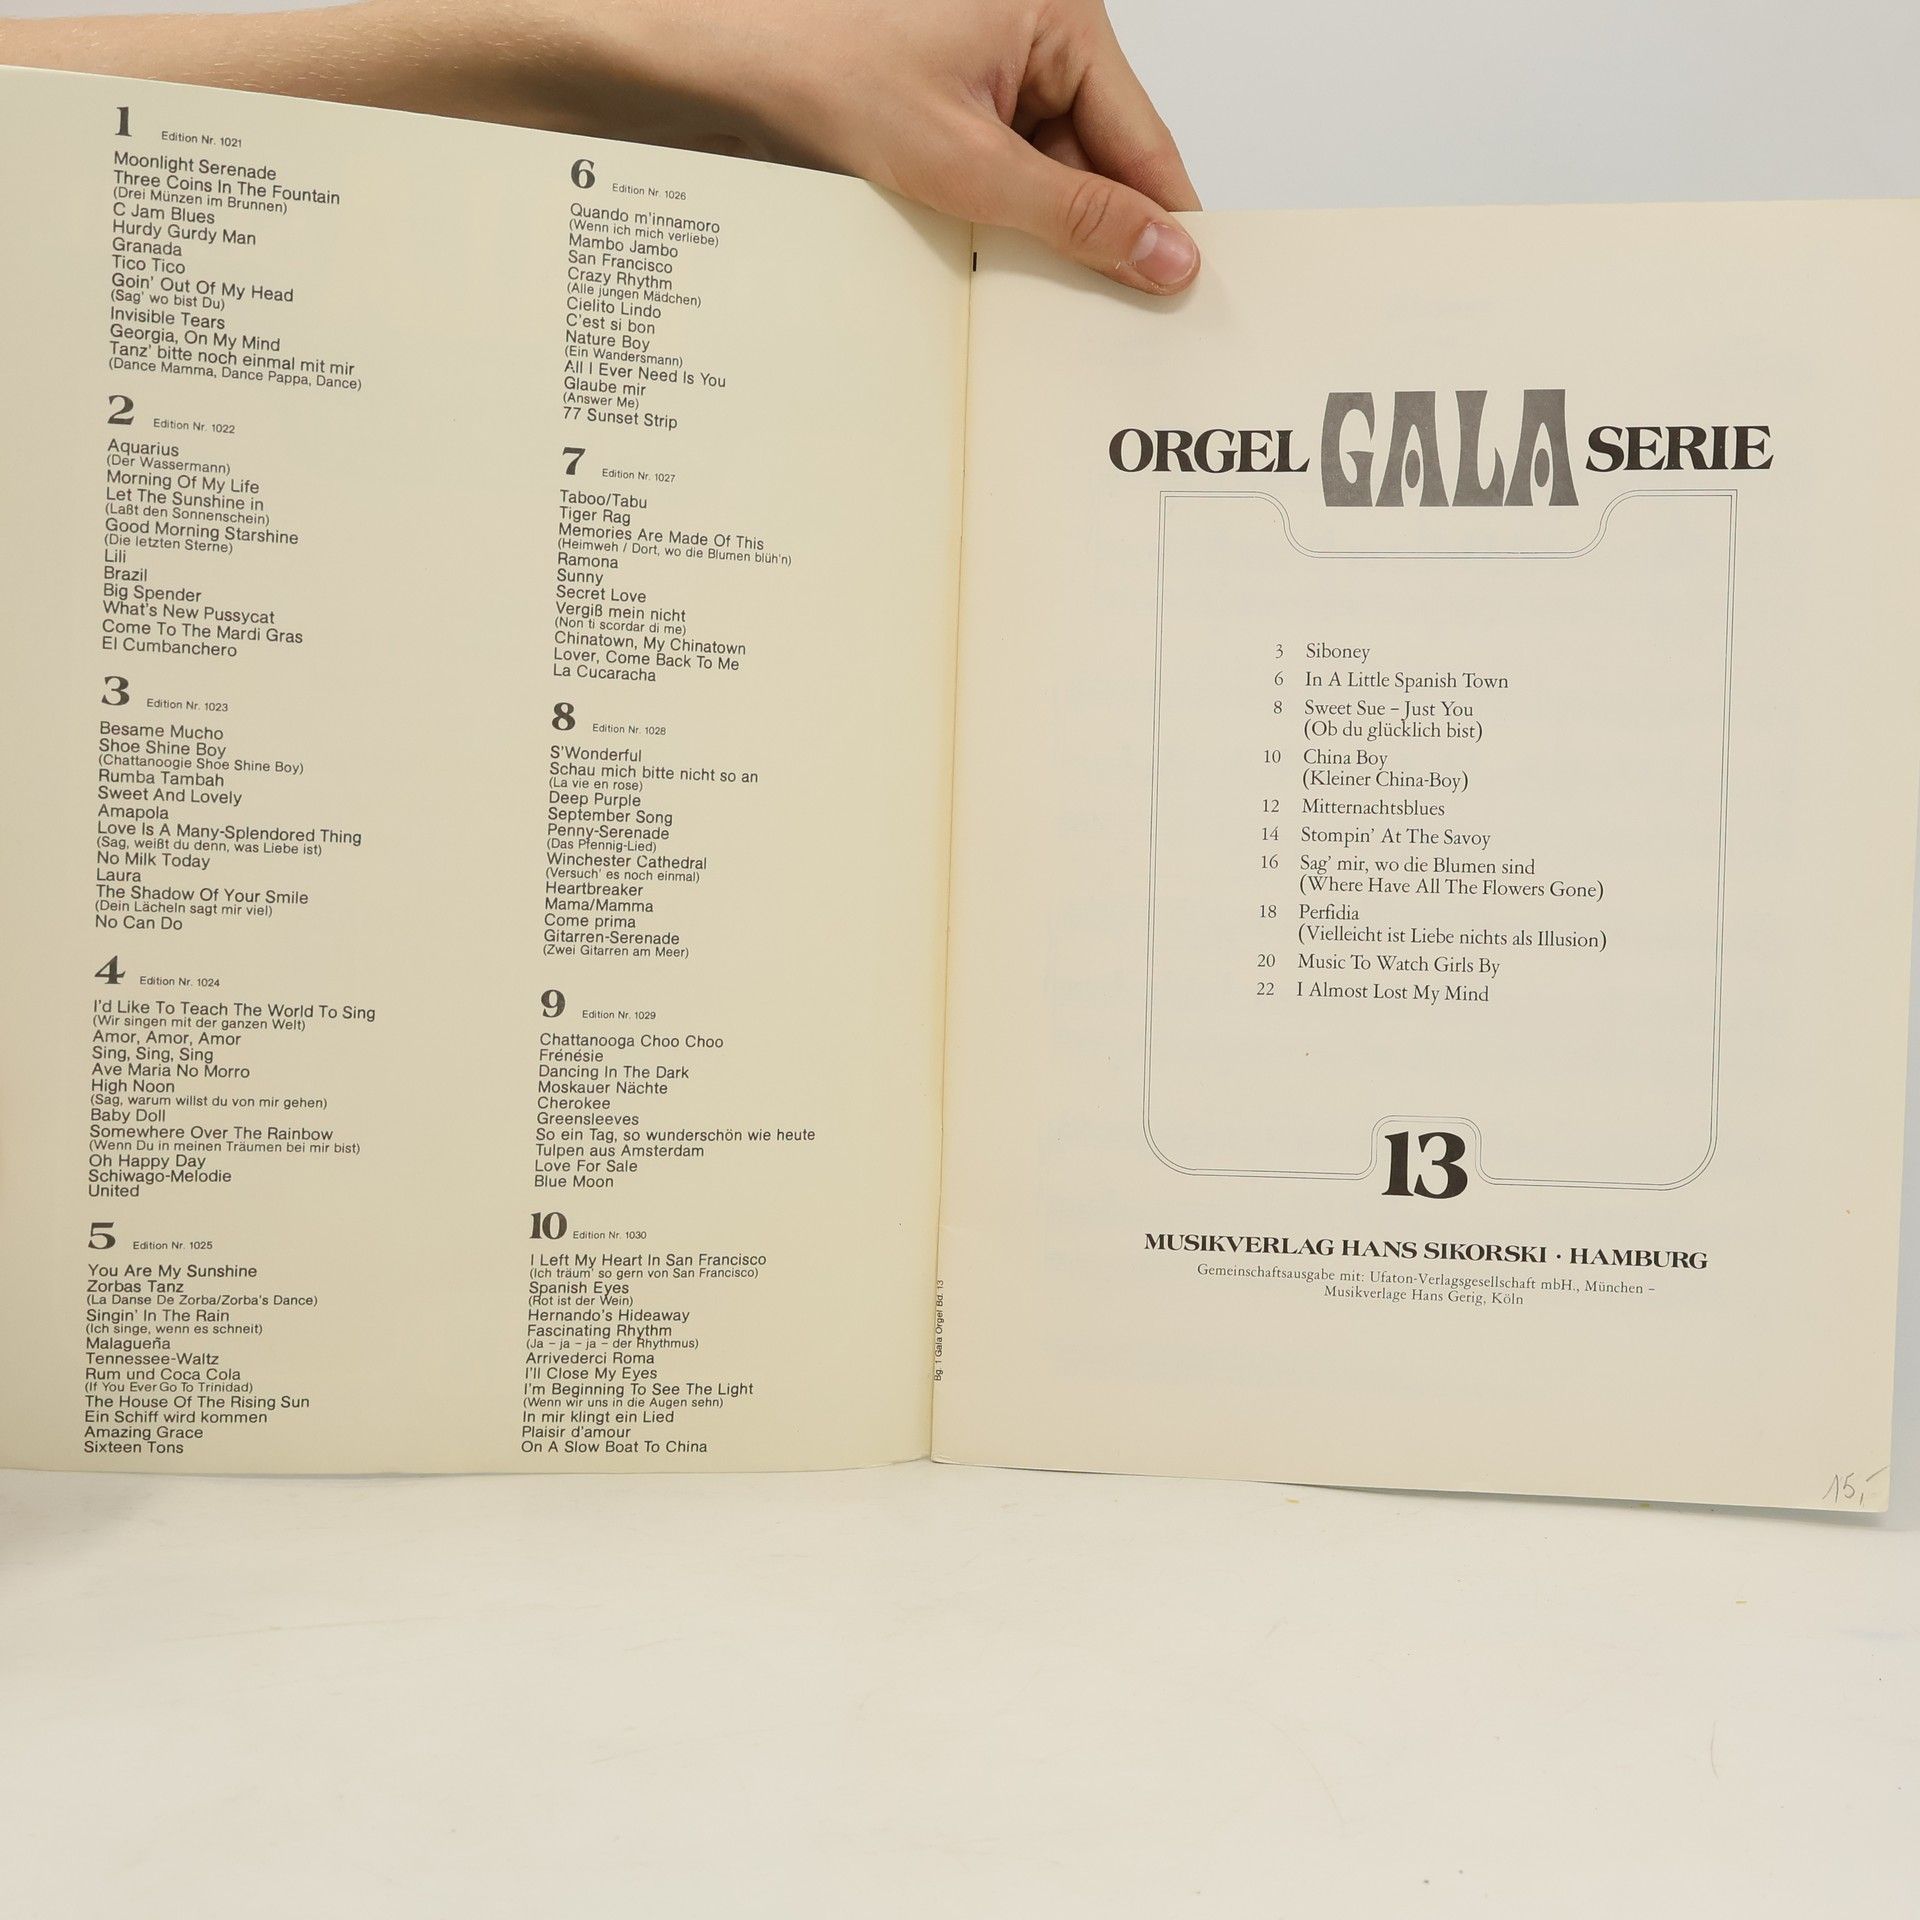 1 Edition Nr. 1021
Moonlight Serenade
Three Coins In The Fountain
(Drei Münzen im Brunnen)
C Jam Blues
Hurdy Gurdy Man
Granada
Tico Tico
Goin' Out Of My Head
(Sag' wo bist Du)
Invisible Tears
Georgia, On My Mind
Tanz' bitte noch einmal mit mir
(Dance Mamma, Dance Pappa, Dance)
2 Edition Nr. 1022
Aquarius
(Der Wassermann)
Morning Of My Life
Let The Sunshine in
(Laßt den Sonnenschein)
Good Morning Starshine
(Die letzten Sterne)
Lili
Brazil
Big Spender
What's New Pussycat
Come To The Mardi Gras
El Cumbanchero
3 Edition Nr. 1023
Besame Mucho
Shoe Shine Boy
(Chattanoogie Shoe Shine Boy)
Rumba Tambah
Sweet And Lovely
Amapola
Love Is A Many-Splendored Thing
(Sag, weißt du denn, was Liebe ist)
No Milk Today
Laura
The Shadow Of Your Smile
(Dein Lächeln sagt mir viel)
No Can Do
4 Edition Nr. 1024
I'd Like To Teach The World To Sing
(Wir singen mit der ganzen Welt)
Amor, Amor, Amor
Sing, Sing, Sing
Ave Maria No Morro
High Noon
(Sag, warum willst du von mir gehen)
Baby Doll
Somewhere Over The Rainbow
(Wenn Du in meinen Träumen bei mir bist)
Oh Happy Day
Schiwago-Melodie
United
5 Edition Nr. 1025
You Are My Sunshine
Zorbas Tanz
(La Danse De Zorba/Zorba's Dance)
Singin' In The Rain
(Ich singe, wenn es schneit)
Malagueña
Tennessee-Waltz
Rum und Coca Cola
(If You Ever Go To Trinidad)
The House Of The Rising Sun
Ein Schiff wird kommen
Amazing Grace
Sixteen Tons
6 Edition Nr. 1026
Quando m'innamoro
(Wenn ich mich verliebe)
Mambo Jambo
San Francisco
Crazy Rhythm
(Alle jungen Mädchen)
Cielito Lindo
C'est si bon
Nature Boy
(Ein Wandersmann)
All I Ever Need Is You
Glaube mir
(Answer Me)
77 Sunset Strip
7 Edition Nr. 1027
Taboo/Tabu
Tiger Rag
Memories Are Made Of This
(Heimweh / Dort, wo die Blumen blüh'n)
Ramona
Sunny
Secret Love
Vergiß mein nicht
(Non ti scordar di me)
Chinatown, My Chinatown
Lover, Come Back To Me
La Cucaracha
8 Edition Nr. 1028
S'Wonderful
Schau mich bitte nicht so an
(La vie en rose)
Deep Purple
September Song
Penny-Serenade
(Das Pfennig-Lied)
Winchester Cathedral
(Versuch' es noch einmal)
Heartbreaker
Mama/Mamma
Come prima
Gitarren-Serenade
(Zwei Gitarren am Meer)
9 Edition Nr. 1029
Chattanooga Choo Choo
Frénésie
Dancing In The Dark
Moskauer Nächte
Cherokee
Greensleeves
So ein Tag, so wunderschön wie heute
Tulpen aus Amsterdam
Love For Sale
Blue Moon
10 Edition Nr. 1030
I Left My Heart In San Francisco
(Ich träum' so gern von San Francisco)
Spanish Eyes
(Rot ist der Wein)
Hernando's Hideaway
Fascinating Rhythm
(Ja – ja – ja – der Rhythmus)
Arrivederci Roma
I'll Close My Eyes
I'm Beginning To See The Light
(Wenn wir uns in die Augen sehn)
In mir klingt ein Lied
Plaisir d'amour
On A Slow Boat To China
ORGEL GALA SERIE
3 Siboney
6 In A Little Spanish Town
8 Sweet Sue – Just You
(Ob du glücklich bist)
10 China Boy
(Kleiner China-Boy)
12 Mitternachtsblues
14 Stompin' At The Savoy
16 Sag' mir, wo die Blumen sind
(Where Have All The Flowers Gone)
18 Perfidia
(Vielleicht ist Liebe nichts als Illusion)
20 Music To Watch Girls By
22 I Almost Lost My Mind
13
MUSIKVERLAG HANS SIKORSKI · HAMBURG
Gemeinschaftsausgabe mit: Ufaton-Verlagsgesellschaft mbH., München –
Musikverlage Hans Gerig, Köln
Bg. 1 Gala Orgel Bd. 13
15,-